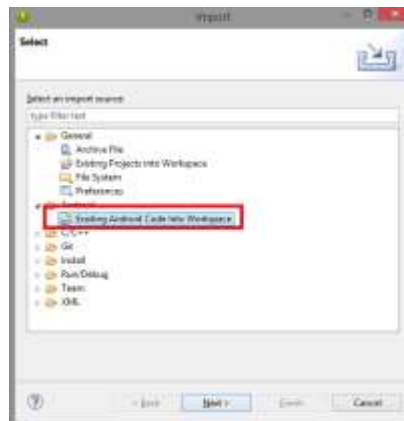 Import
Select
Select an import source:
type filter text
General
Archive File
Existing Projects into Workspace
File System
Preferences
Android
Existing Android Code Into Workspace
C/C++
Git
Install
Run/Debug
Team
XML
?
< Back
Next >
Finish
Cancel